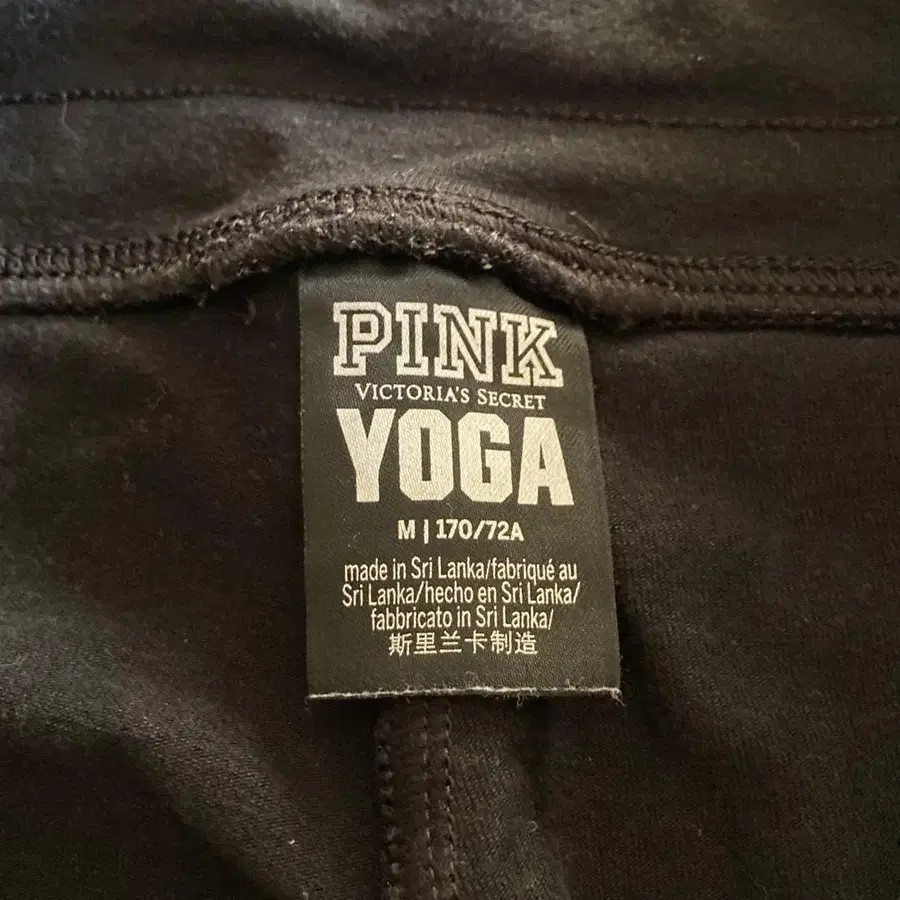 PINK
VICTORIA'S SECRET
YOGA
M | 170/72A
made in Sri Lanka/fabriqué au
Sri Lanka/hecho en Sri Lanka/
fabbricato in Sri Lanka/
斯里兰卡制造